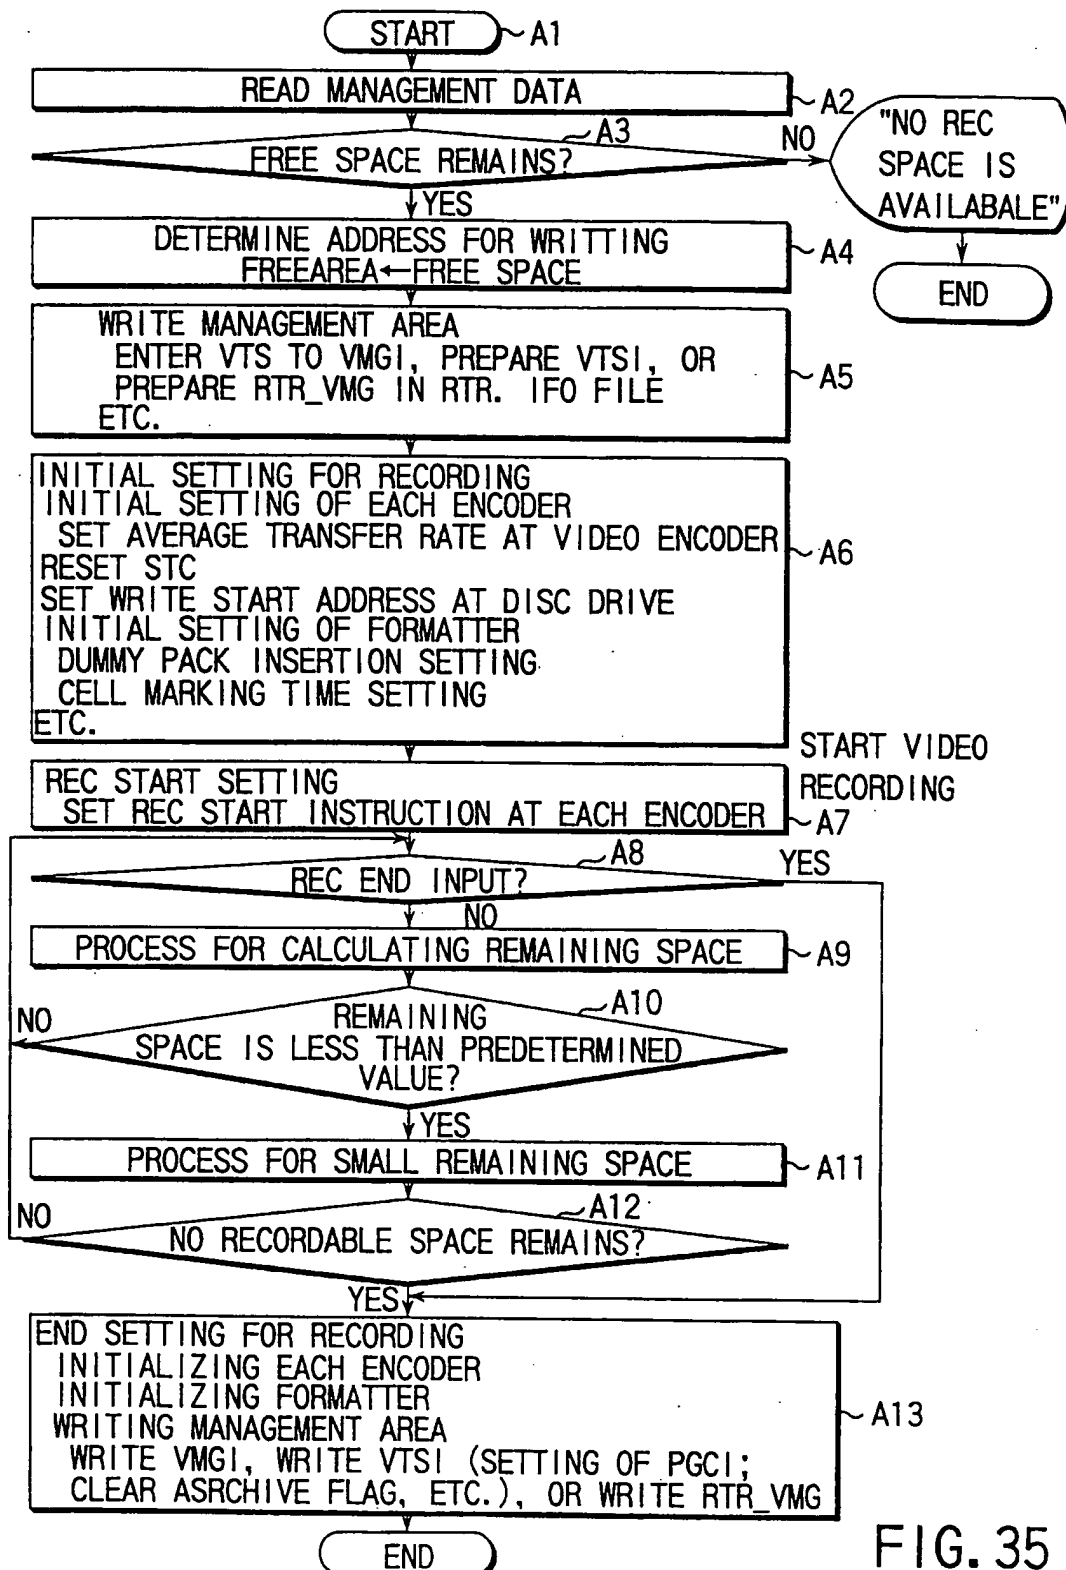 START
A1
READ MANAGEMENT DATA
A2
A3
FREE SPACE REMAINS?
NO
"NO REC
SPACE IS
AVAILABALE"
END
YES
DETERMINE ADDRESS FOR WRITTING
FREEAREA←FREE SPACE
A4
WRITE MANAGEMENT AREA
ENTER VTS TO VMGI, PREPARE VTSI, OR
PREPARE RTR_VMG IN RTR. IFO FILE
ETC.
A5
INITIAL SETTING FOR RECORDING
INITIAL SETTING OF EACH ENCODER
SET AVERAGE TRANSFER RATE AT VIDEO ENCODER
RESET STC
SET WRITE START ADDRESS AT DISC DRIVE
INITIAL SETTING OF FORMATTER
DUMMY PACK INSERTION SETTING
CELL MARKING TIME SETTING
ETC.
A6
START VIDEO
RECORDING
REC START SETTING
SET REC START INSTRUCTION AT EACH ENCODER
A7
A8
REC END INPUT?
YES
NO
PROCESS FOR CALCULATING REMAINING SPACE
A9
A10
REMAINING
SPACE IS LESS THAN PREDETERMINED
VALUE?
NO
YES
PROCESS FOR SMALL REMAINING SPACE
A11
A12
NO RECORDABLE SPACE REMAINS?
NO
YES
END SETTING FOR RECORDING
INITIALIZING EACH ENCODER
INITIALIZING FORMATTER
WRITING MANAGEMENT AREA
WRITE VMGI, WRITE VTSI (SETTING OF PGCI;
CLEAR ASRCHIVE FLAG, ETC.), OR WRITE RTR_VMG
A13
END
FIG. 35